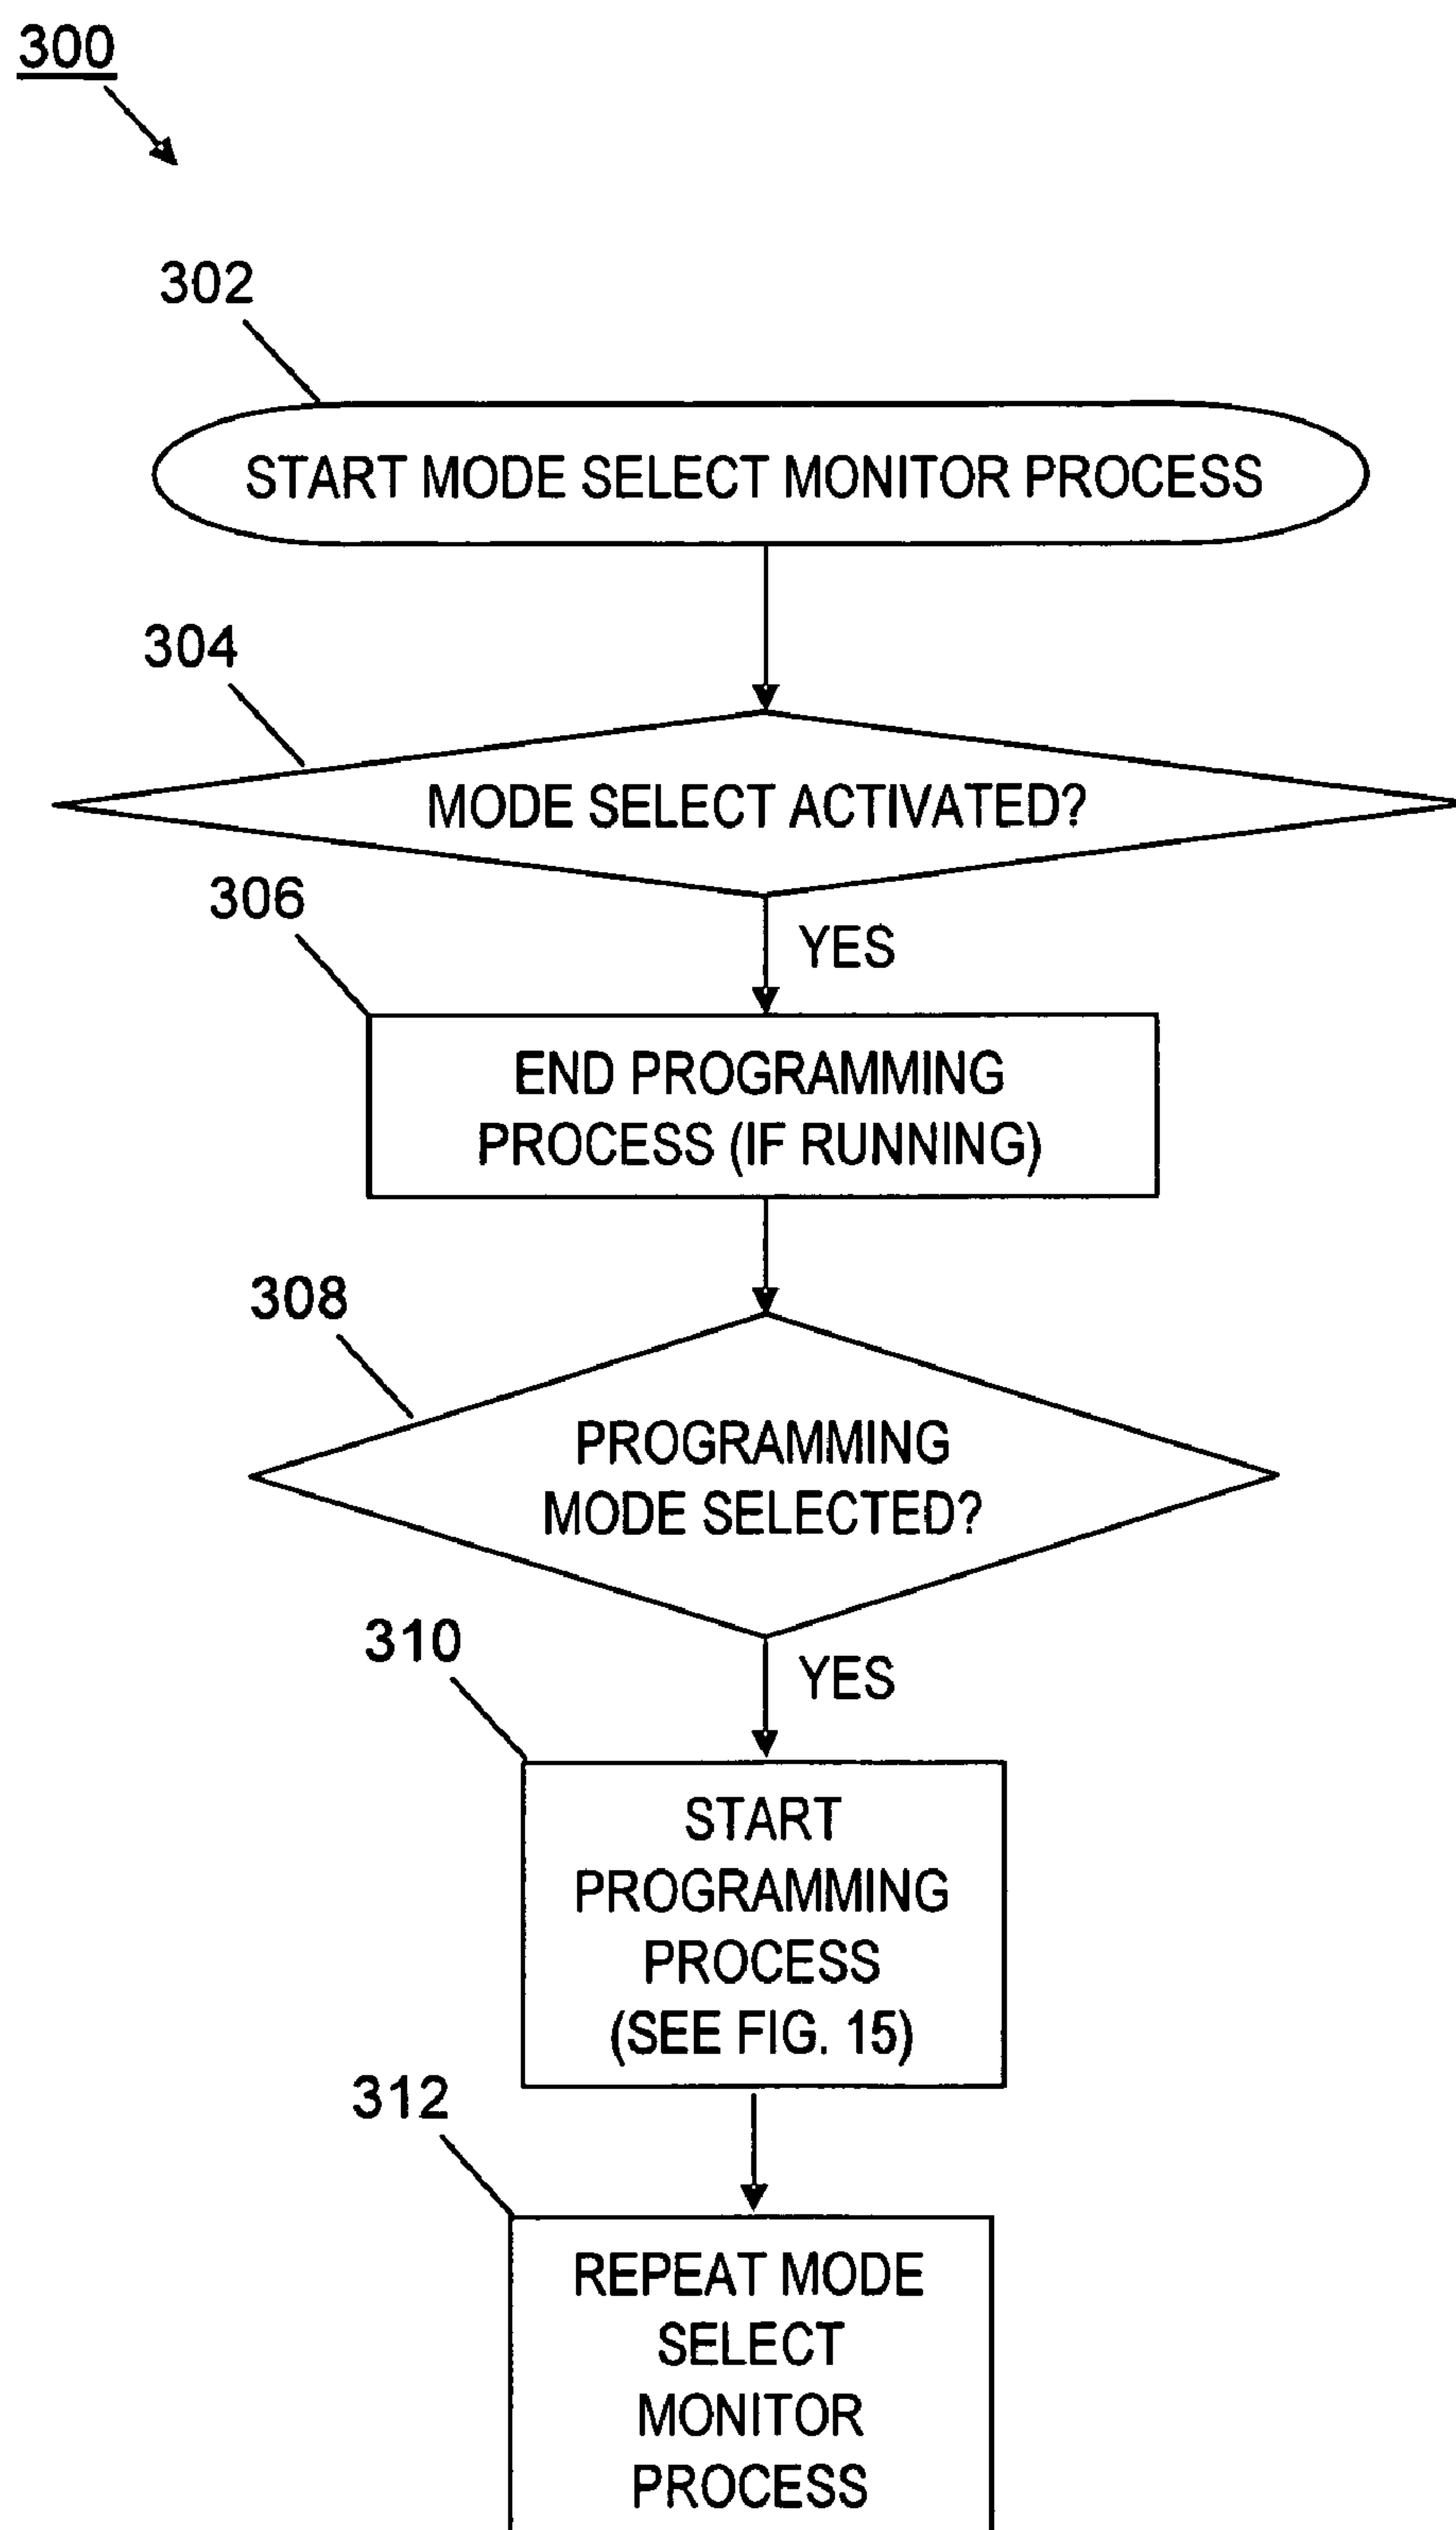 300
302
START MODE SELECT MONITOR PROCESS
304
MODE SELECT ACTIVATED?
306
YES
END PROGRAMMING
PROCESS (IF RUNNING)
308
PROGRAMMING
MODE SELECTED?
310
YES
START
PROGRAMMING
PROCESS
(SEE FIG. 15)
312
REPEAT MODE
SELECT
MONITOR
PROCESS